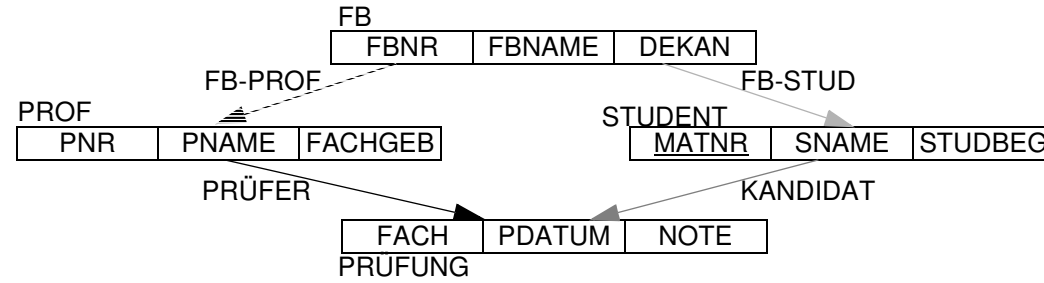 FB
FBNR FBNAME DEKAN
FB-PROF FB-STUD
PROF STUDENT
PNR PNAME FACHGEB MATNR SNAME STUDBEG
PRÜFER KANDIDAT
FACH PDATUM NOTE
PRÜFUNG